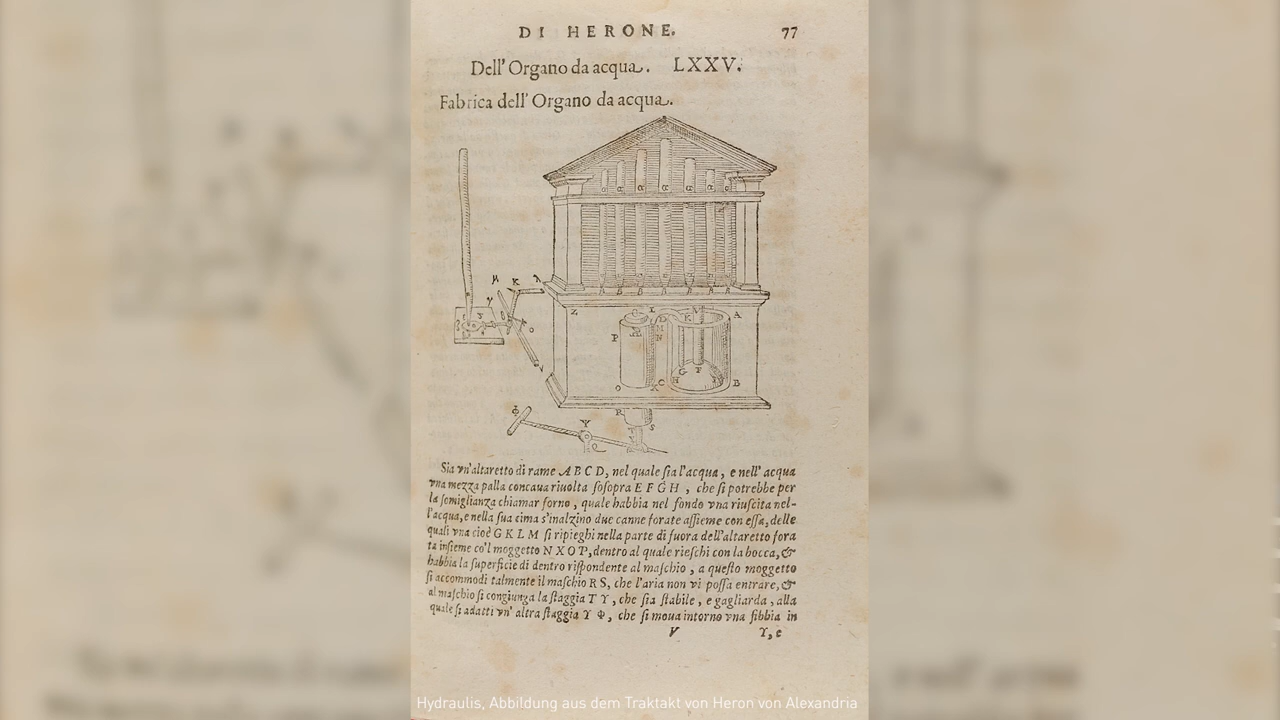 DI HERONE.
77
Dell' Organo da acqua. LXXV.
Fabrica dell' Organo da acqua.
Sia vn'altaretto di rame A B C D, nel quale ſia l'acqua, e nell' acqua
vna mezza palla concaua riuolta ſoſopra E F G H, che ſi potrebbe per
la ſomiglianza chiamar forno, quale habbia nel fondo vna riuſcita nel-
l'acqua, e nella ſua cima s'inalzino due canne forate aſſieme con eſſa, delle
quali vna cioè G K L M ſi ripieghi nella parte di fuora dell'altaretto fora
ta inſieme co'l moggetto N X O P, dentro al quale rieſchi con la bocca, &
habbia la ſuperficie di dentro riſpondente al maſchio, a queſto moggetto
ſi accommodi talmente il maſchio R S, che l'aria non vi poſſa entrare, &
al maſchio ſi congiunga la ſtaggia T Y, che ſia ſtabile, e gagliarda, alla
quale ſi adatti vn' altra ſtaggia Y Φ, che ſi moua intorno vna fibbia in
V
Y, e
Hydraulis, Abbildung aus dem Traktakt von Heron von Alexandria